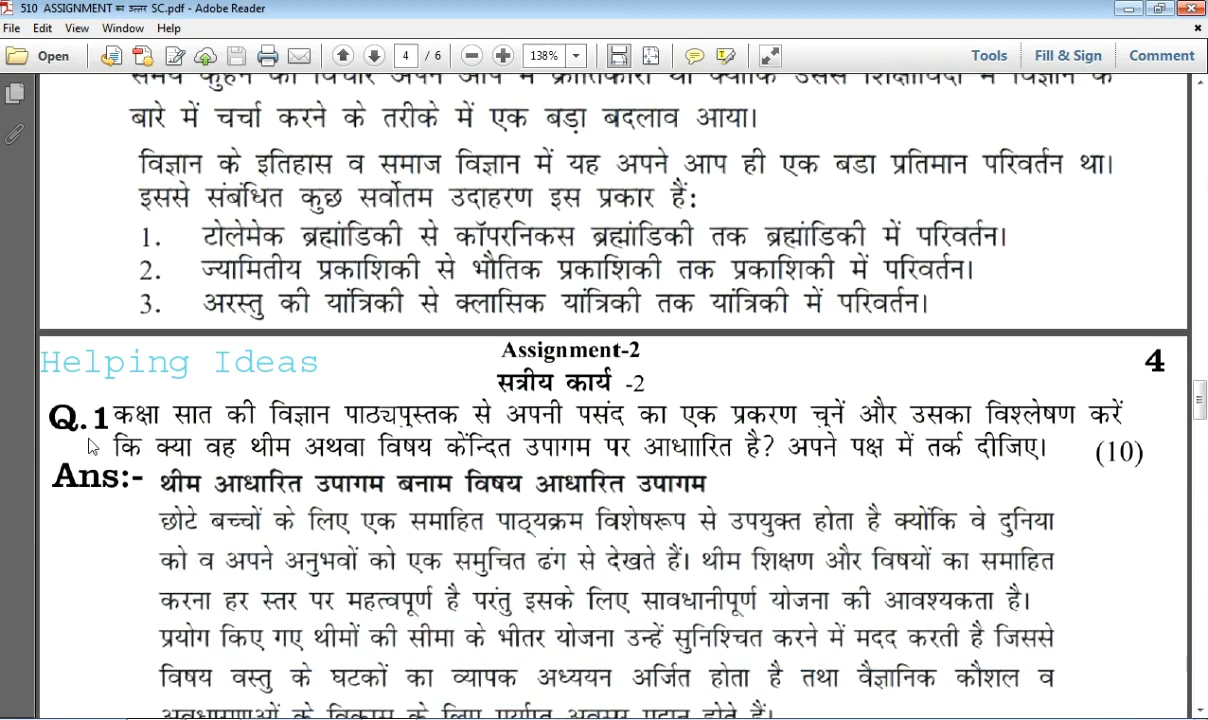 510 ASSIGNMENT का उत्तर SC.pdf - Adobe Reader
File Edit View Window Help
Open 4 / 6 138% Tools Fill & Sign Comment
बारे में चर्चा करने के तरीके में एक बड़ा बदलाव आया।
विज्ञान के इतिहास व समाज विज्ञान में यह अपने आप ही एक बडा प्रतिमान परिवर्तन था।
इससे संबंधित कुछ सर्वोतम उदाहरण इस प्रकार हैं:
1. टोलेमेक ब्रह्मांडिकी से कॉपरनिकस ब्रह्मांडिकी तक ब्रह्मांडिकी में परिवर्तन।
2. ज्यामितीय प्रकाशिकी से भौतिक प्रकाशिकी तक प्रकाशिकी में परिवर्तन।
3. अरस्तु की यांत्रिकी से क्लासिक यांत्रिकी तक यांत्रिकी में परिवर्तन।
Helping Ideas Assignment-2 4
सत्रीय कार्य -2
Q.1 कक्षा सात की विज्ञान पाठ्यपुस्तक से अपनी पसंद का एक प्रकरण चुनें और उसका विश्लेषण करें
कि क्या वह थीम अथवा विषय केंन्दित उपागम पर आधाारित है? अपने पक्ष में तर्क दीजिए। (10)
Ans:- थीम आधारित उपागम बनाम विषय आधारित उपागम
छोटे बच्चों के लिए एक समाहित पाठ्यक्रम विशेषरूप से उपयुक्त होता है क्योंकि वे दुनिया
को व अपने अनुभवों को एक समुचित ढंग से देखते हैं। थीम शिक्षण और विषयों का समाहित
करना हर स्तर पर महत्वपूर्ण है परंतु इसके लिए सावधानीपूर्ण योजना की आवश्यकता है।
प्रयोग किए गए थीमों की सीमा के भीतर योजना उन्हें सुनिश्चित करने में मदद करती है जिससे
विषय वस्तु के घटकों का व्यापक अध्ययन अर्जित होता है तथा वैज्ञानिक कौशल व